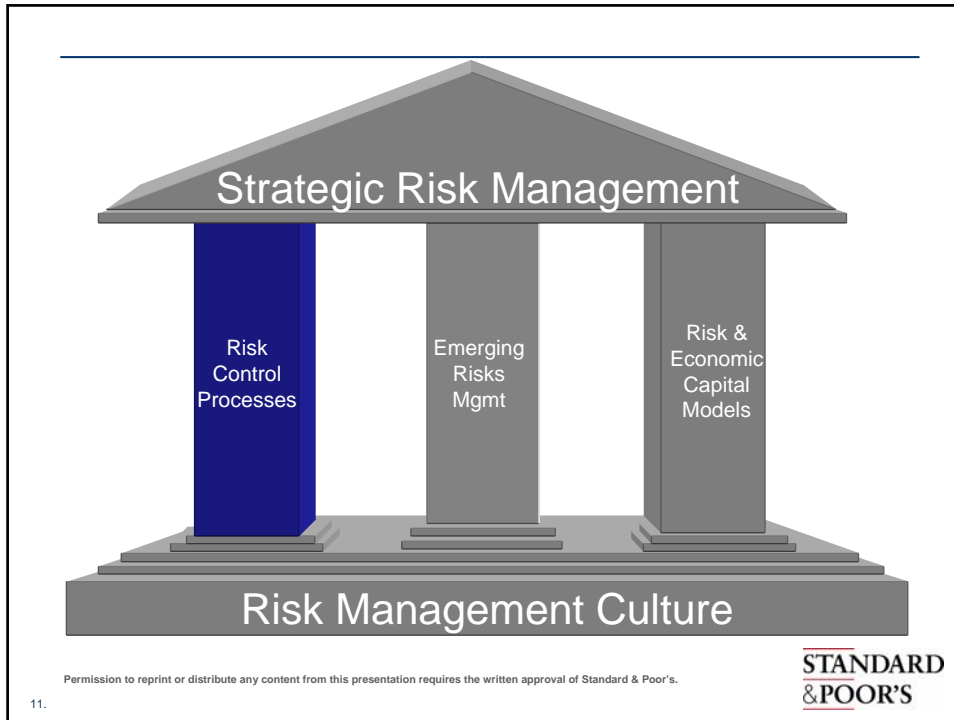 Strategic Risk Management
Risk
Control
Processes
Emerging
Risks
Mgmt
Risk &
Economic
Capital
Models
Risk Management Culture
Permission to reprint or distribute any content from this presentation requires the written approval of Standard & Poor's.
11.
STANDARD
&POOR'S